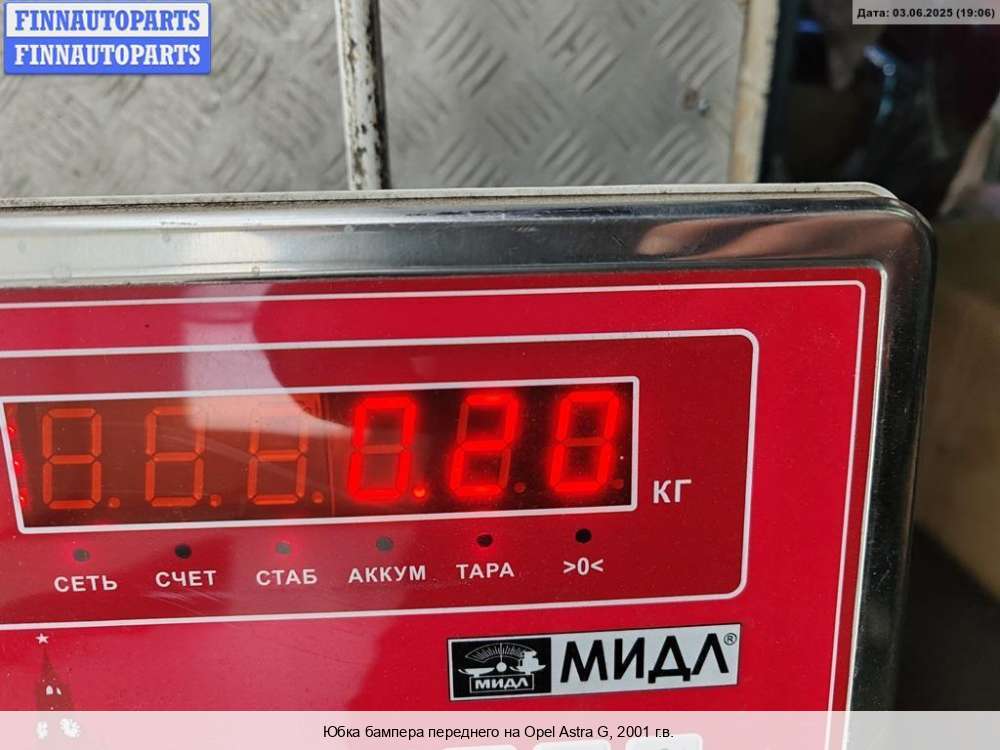 FINNAUTOPARTS
FINNAUTOPARTS
Дата: 03.06.2025 (19:06)
0.20
КГ
СЕТЬ СЧЕТ СТАБ АККУМ ТАРА >0<
МИДЛ МИДЛ®
Юбка бампера переднего на Opel Astra G, 2001 г.в.